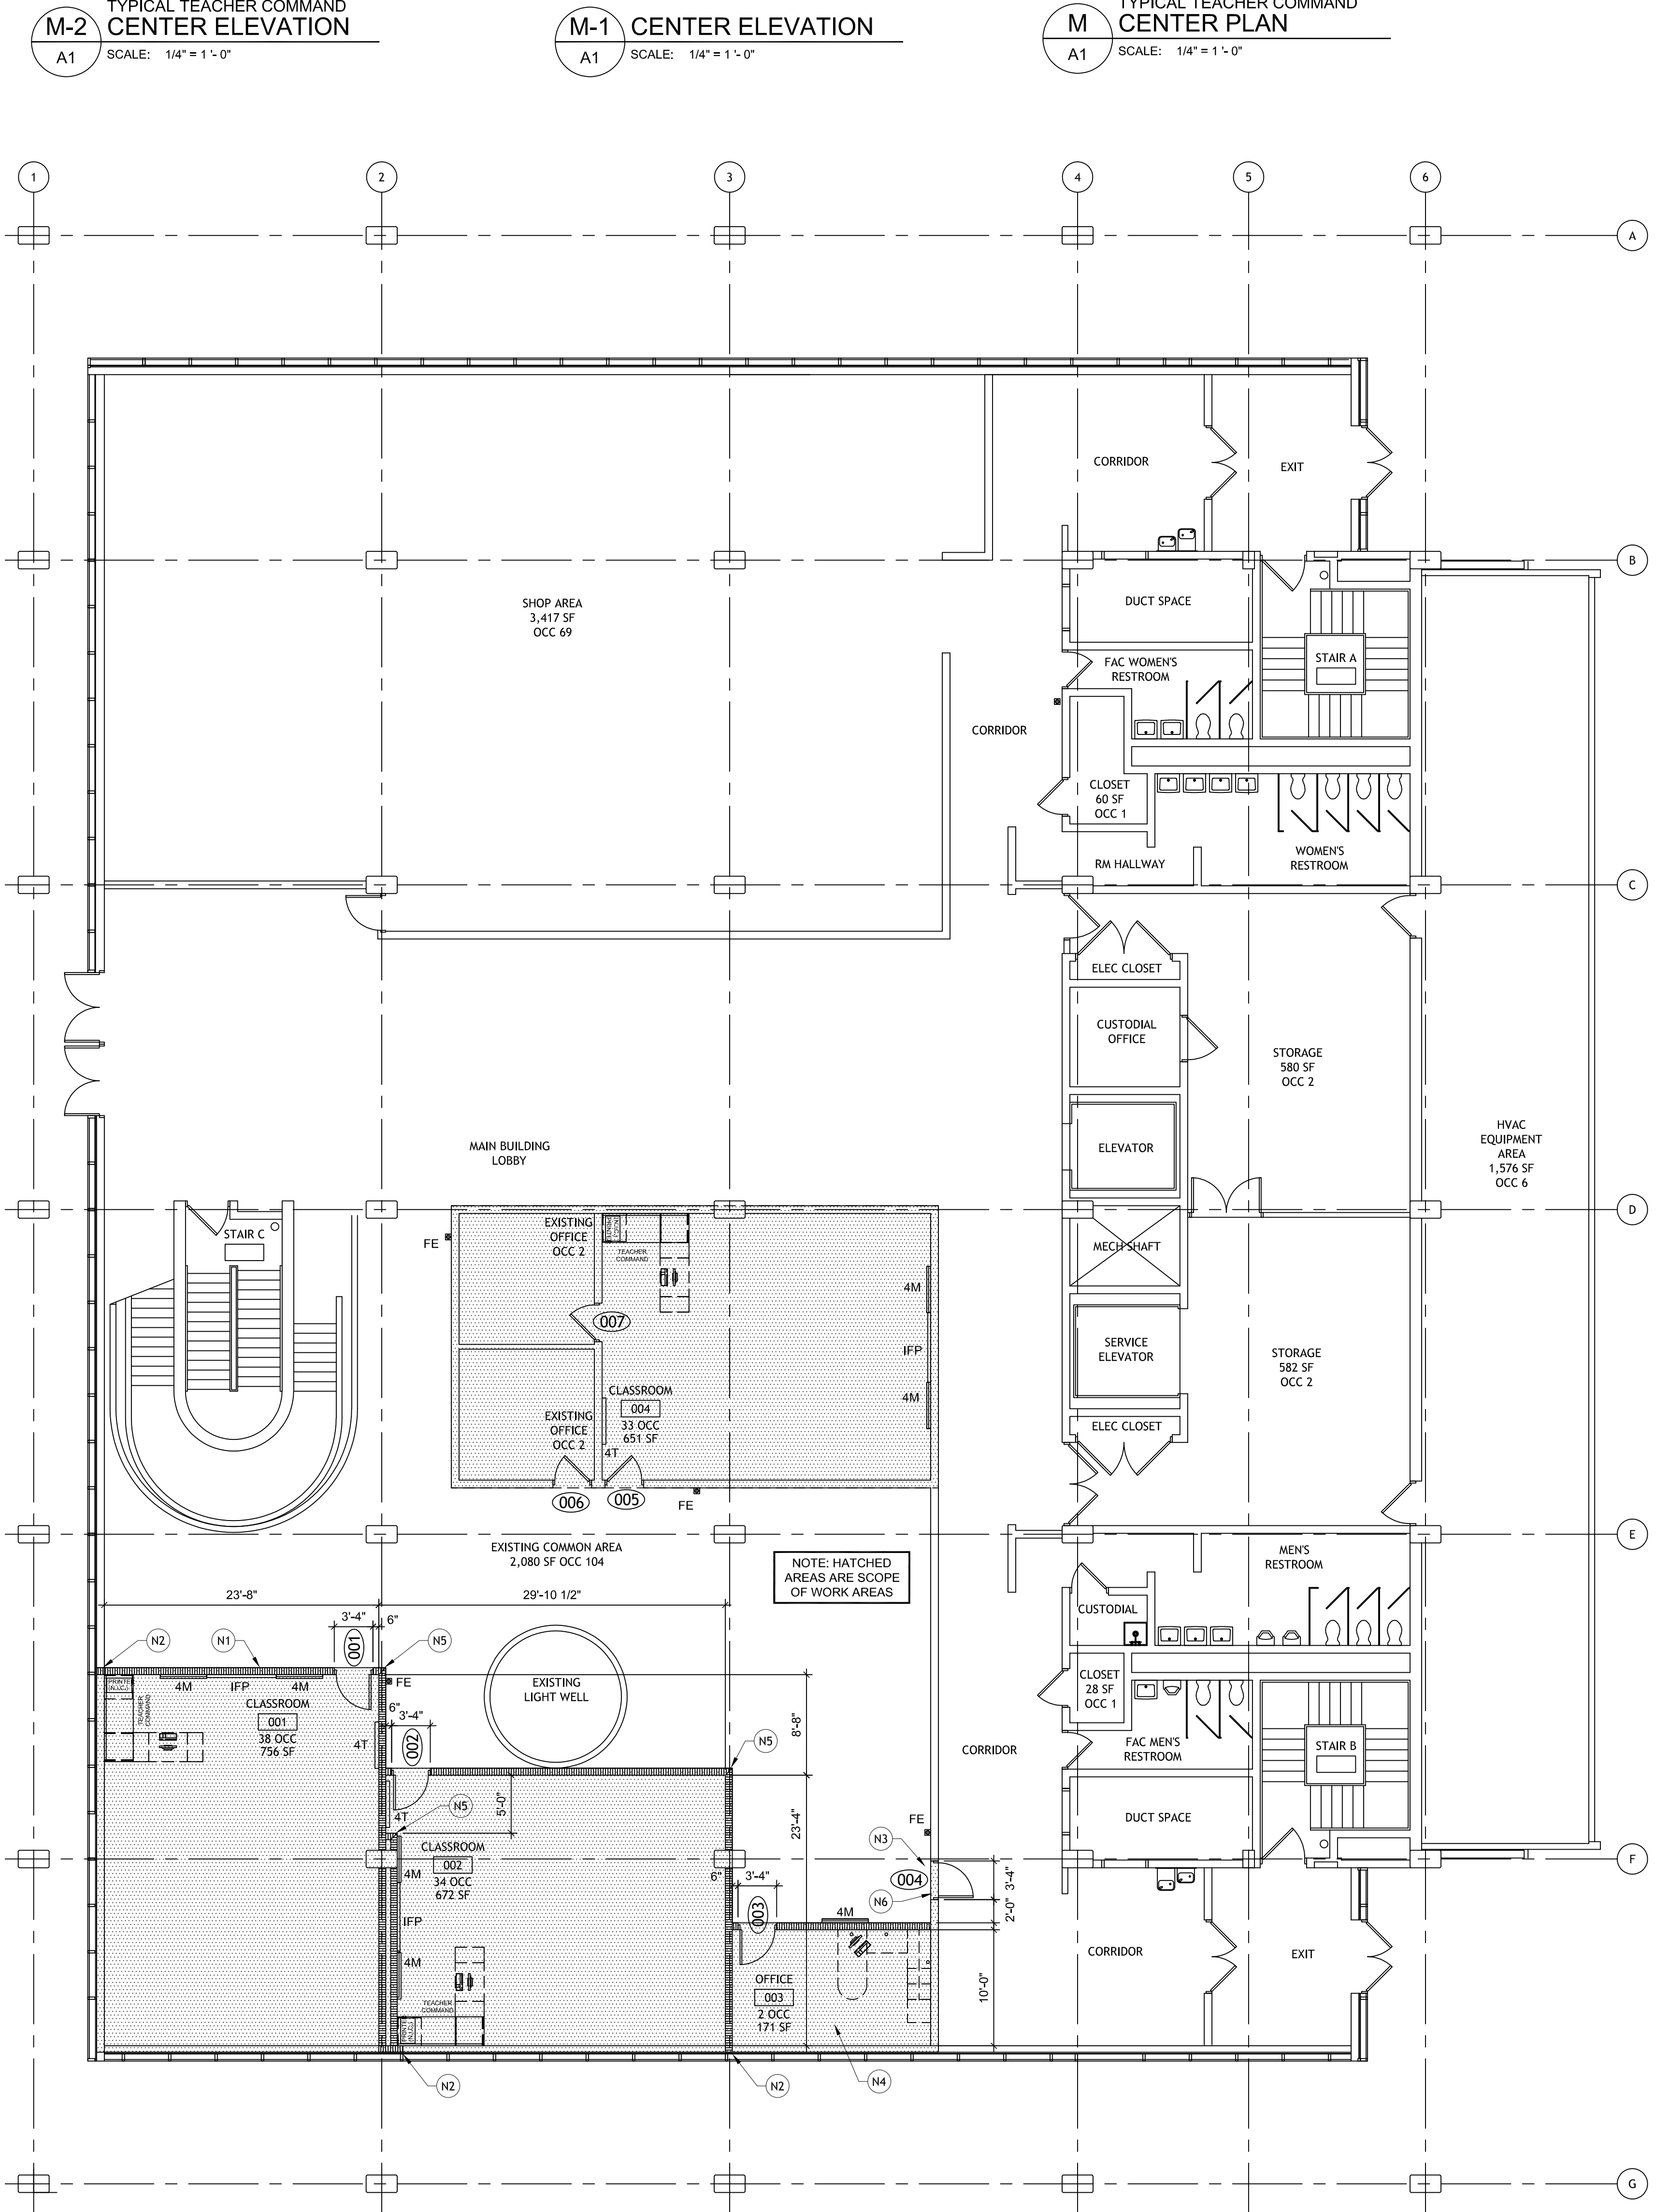 TYPICAL TEACHER COMMAND
M-2 CENTER ELEVATION
A1 SCALE: 1/4" = 1 '- 0"
M-1 CENTER ELEVATION
A1 SCALE: 1/4" = 1 '- 0"
TYPICAL TEACHER COMMAND
M CENTER PLAN
A1 SCALE: 1/4" = 1 '- 0"
1
2
3
4
5
6
A
CORRIDOR
EXIT
B
SHOP AREA
3,417 SF
OCC 69
DUCT SPACE
STAIR A
FAC WOMEN'S
RESTROOM
CORRIDOR
CLOSET
60 SF
OCC 1
RM HALLWAY
WOMEN'S
RESTROOM
C
ELEC CLOSET
CUSTODIAL
OFFICE
STORAGE
580 SF
OCC 2
MAIN BUILDING
LOBBY
ELEVATOR
HVAC
EQUIPMENT
AREA
1,576 SF
OCC 6
D
STAIR C
FE
EXISTING
OFFICE
OCC 2
PRINTER
(N.I.C.)
TEACHER
COMMAND
MECH SHAFT
4M
007
IFP
4M
SERVICE
ELEVATOR
STORAGE
582 SF
OCC 2
CLASSROOM
004
33 OCC
651 SF
4T
EXISTING
OFFICE
OCC 2
ELEC CLOSET
006
005
FE
E
EXISTING COMMON AREA
2,080 SF OCC 104
NOTE: HATCHED
AREAS ARE SCOPE
OF WORK AREAS
MEN'S
RESTROOM
23'-8"
29'-10 1/2"
3'-4"
6"
CUSTODIAL
N2
N1
001
N5
4M
IFP
4M
FE
PRINTER
(N.I.C.)
TEACHER
COMMAND
CLASSROOM
001
38 OCC
756 SF
4T
6"
3'-4"
002
EXISTING
LIGHT WELL
8'-8"
N5
CLOSET
28 SF
OCC 1
CORRIDOR
FAC MEN'S
RESTROOM
STAIR B
4T
N5
5'-0"
23'-4"
DUCT SPACE
FE
N3
CLASSROOM
002
34 OCC
672 SF
4M
F
6"
3'-4"
003
004
N6
3'-4"
2'-0"
4M
IFP
4M
CORRIDOR
EXIT
OFFICE
003
2 OCC
171 SF
10'-0"
TEACHER
COMMAND
PRINTER
(N.I.C.)
N2
N2
N4
G